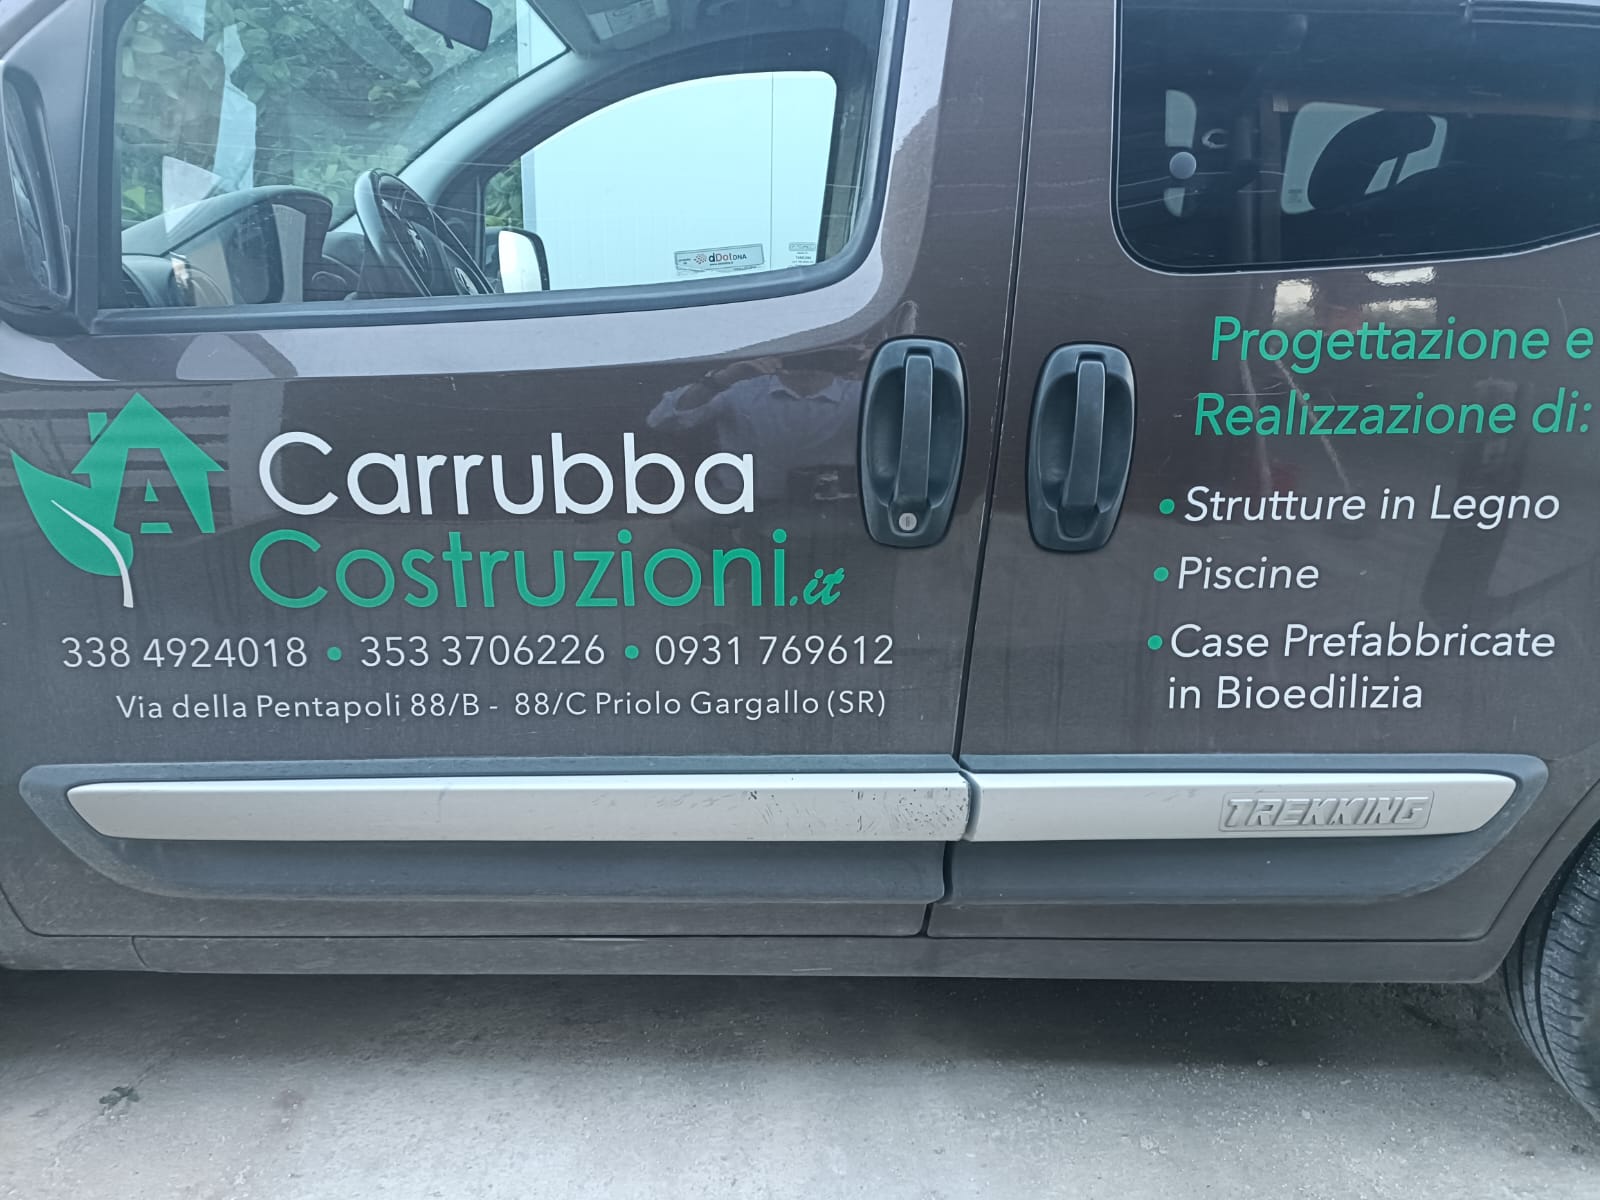 dDotDNA
Carrubba
Costruzioni.it
338 4924018 • 353 3706226 • 0931 769612
Via della Pentapoli 88/B - 88/C Priolo Gargallo (SR)
Progettazione e
Realizzazione di:
• Strutture in Legno
• Piscine
• Case Prefabbricate
in Bioedilizia
TREKKING